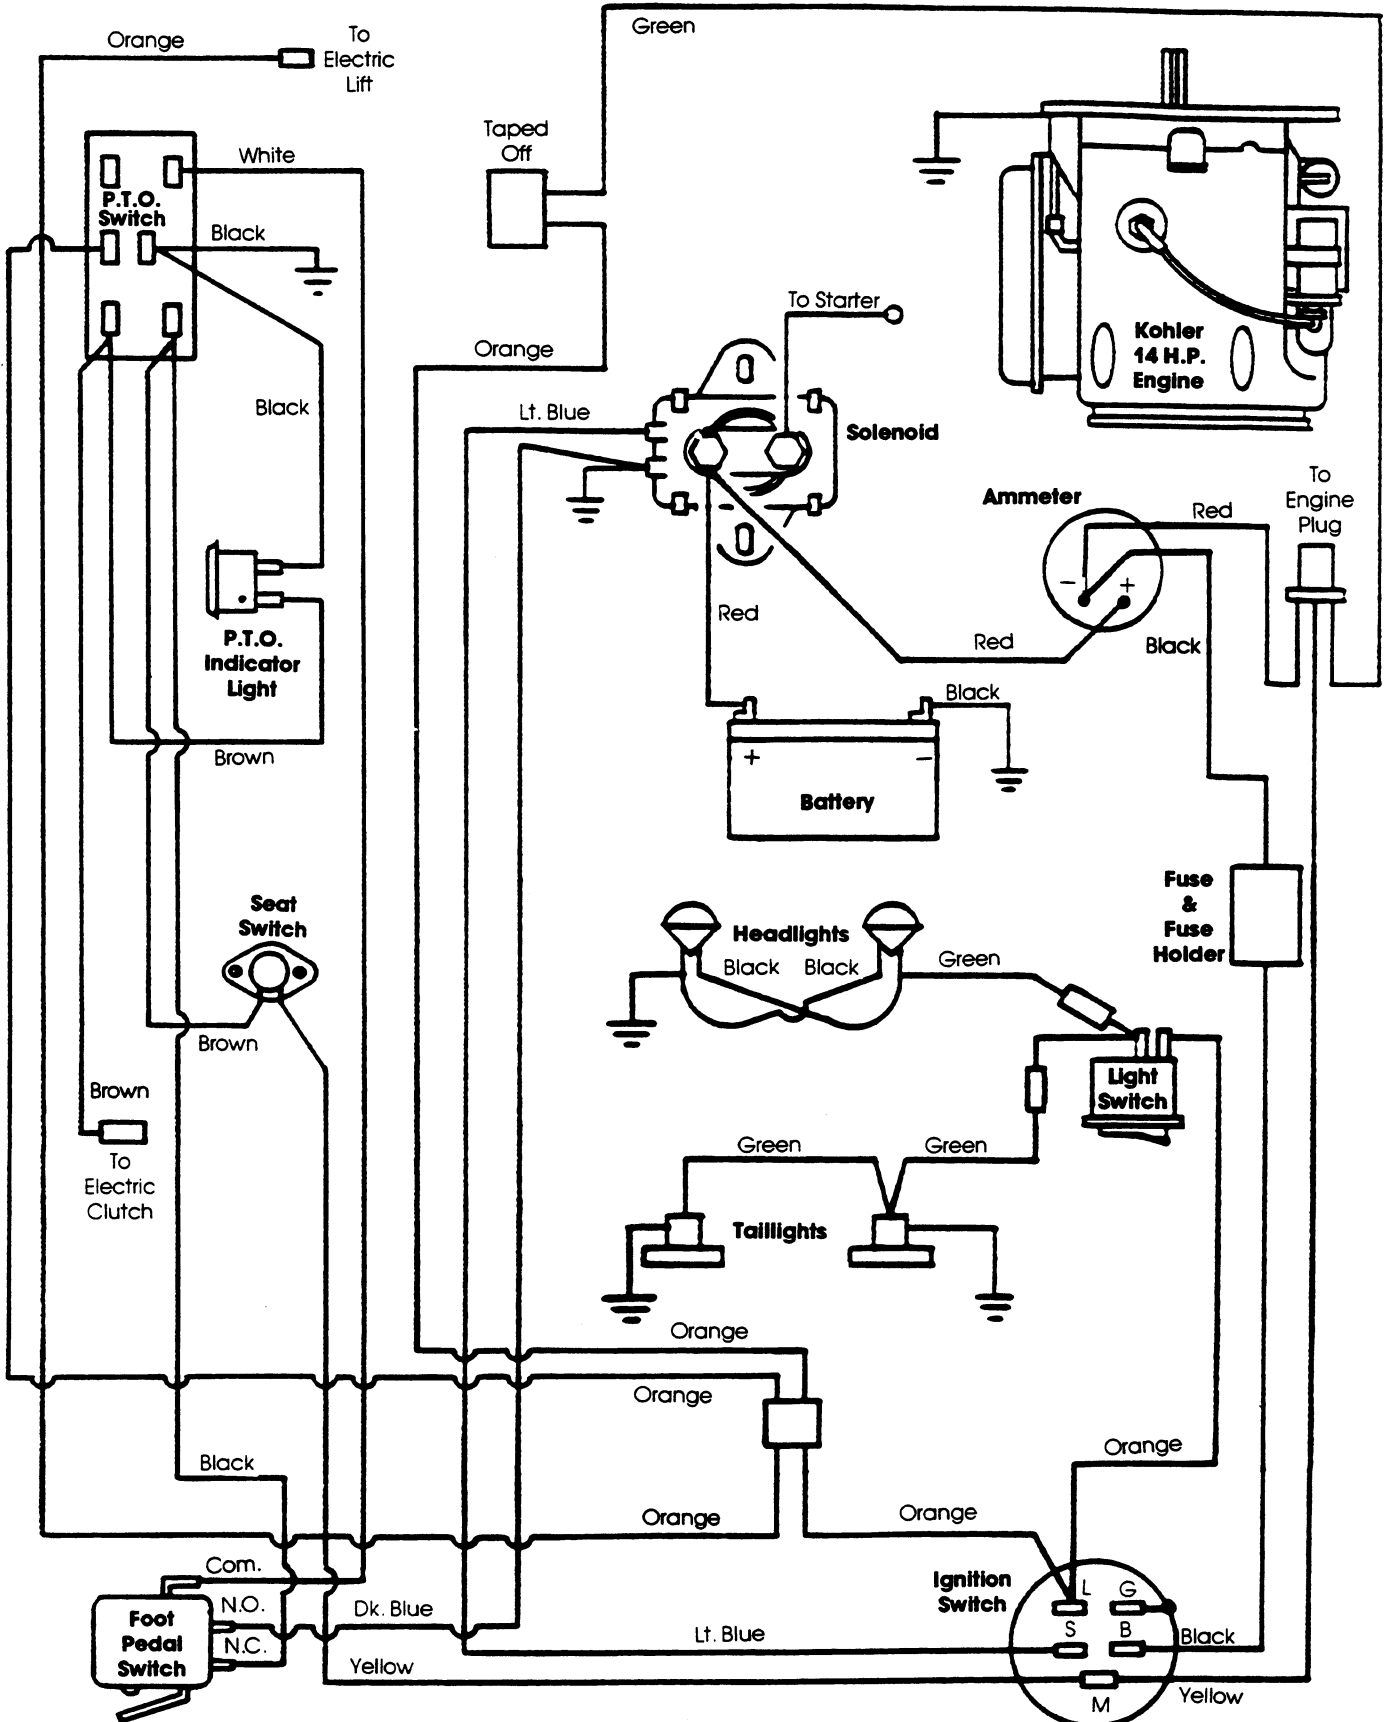 Green
Orange
To
Electric
Lift
Taped
Off
White
P.T.O.
Switch
Black
To Starter
Kohler
14 H.P.
Engine
Orange
Black
Lt. Blue
Solenoid
Ammeter
To
Engine
Plug
Red
-
+
P.T.O.
Indicator
Light
Red
Red
Black
Black
Brown
+
-
Battery
Seat
Switch
Fuse
&
Fuse
Holder
Headlights
Black
Black
Green
Brown
Light
Switch
Brown
To
Electric
Clutch
Green
Green
Taillights
Orange
Orange
Black
Orange
Orange
Orange
Com.
N.O.
N.C.
Foot
Pedal
Switch
Dk. Blue
Ignition
Switch
L
G
S
B
M
Lt. Blue
Black
Yellow
Yellow